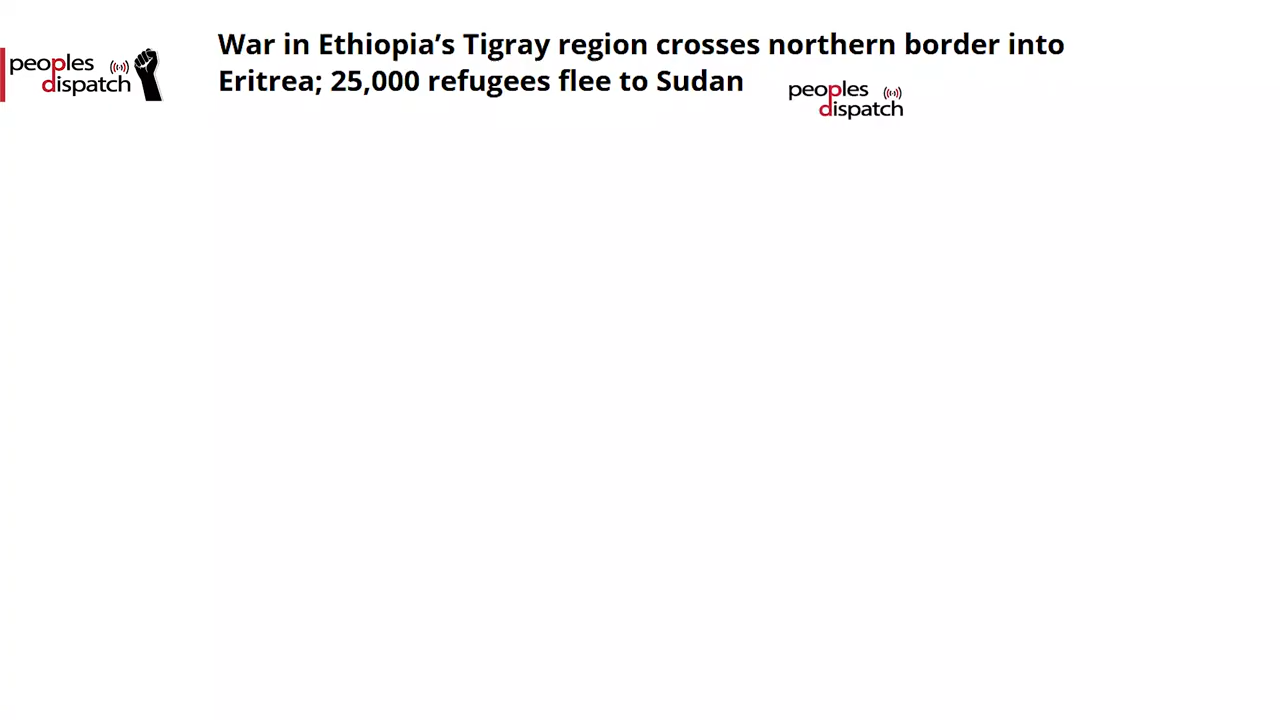 peoples
dispatch
War in Ethiopia’s Tigray region crosses northern border into
Eritrea; 25,000 refugees flee to Sudan
peoples
dispatch